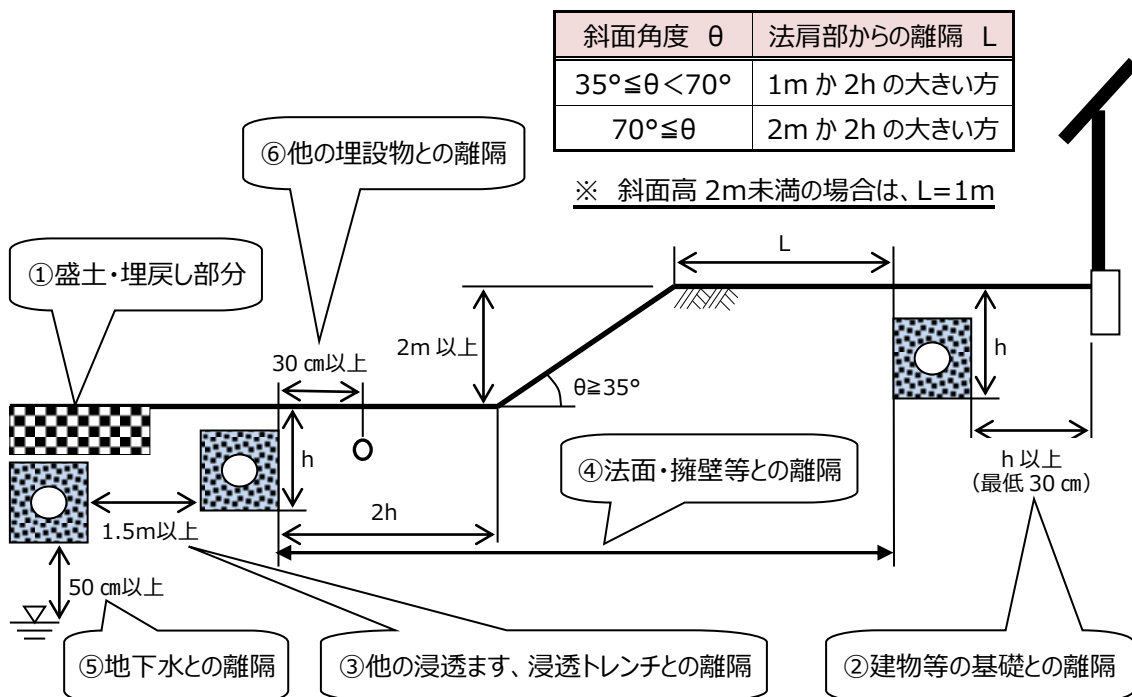 斜面角度 θ 法肩部からの離隔 L
35°≦θ<70° 1m か 2h の大きい方
70°≦θ 2m か 2h の大きい方
※ 斜面高 2m未満の場合は、L=1m
⑥他の埋設物との離隔
①盛土・埋戻し部分
L
2m 以上
30 ㎝以上
θ≧35°
h
h
h 以上
(最低 30 ㎝)
④法面・擁壁等との離隔
2h
1.5m以上
50 ㎝以上
⑤地下水との離隔
③他の浸透ます、浸透トレンチとの離隔
②建物等の基礎との離隔